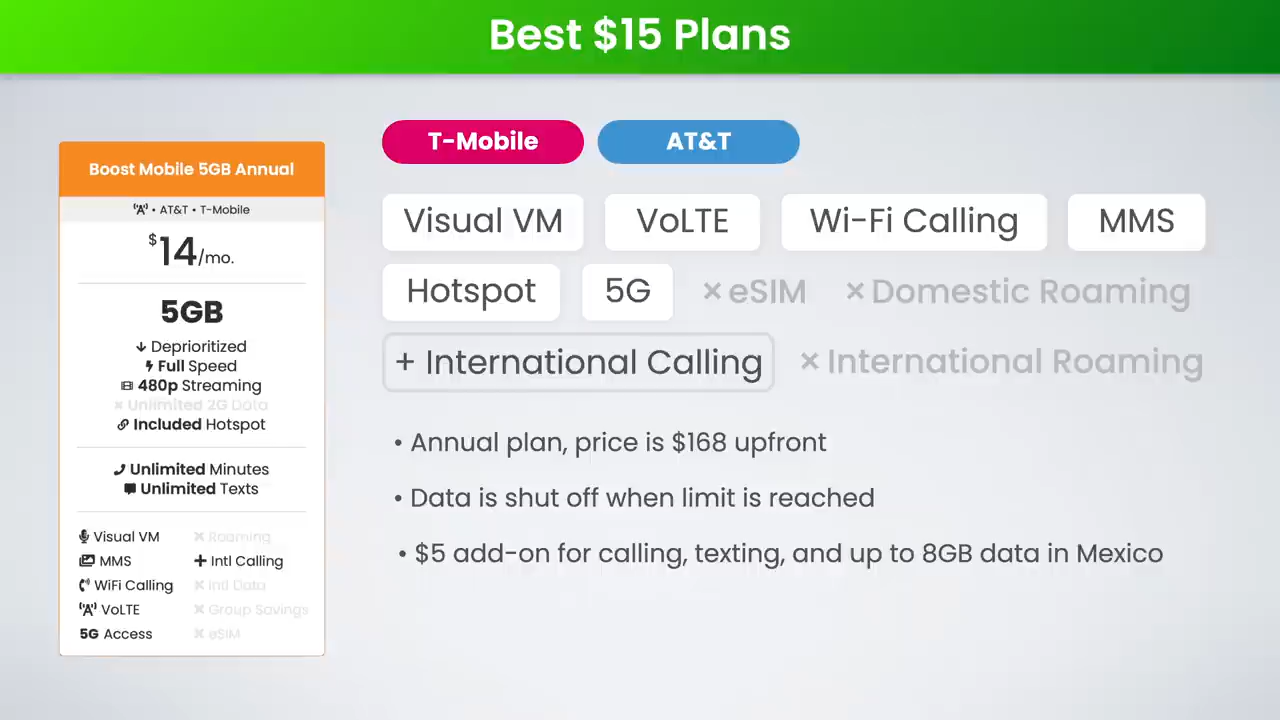 Best $15 Plans
Boost Mobile 5GB Annual
• AT&T • T-Mobile
$14/mo.
5GB
Deprioritized
Full Speed
480p Streaming
× Unlimited 2G Data
Included Hotspot
Unlimited Minutes
Unlimited Texts
Visual VM × Roaming
MMS + Intl Calling
WiFi Calling × Intl Data
VoLTE × Group Savings
5G Access × eSIM
T-Mobile AT&T
Visual VM VoLTE Wi-Fi Calling MMS
Hotspot 5G × eSIM × Domestic Roaming
+ International Calling × International Roaming
• Annual plan, price is $168 upfront
• Data is shut off when limit is reached
• $5 add-on for calling, texting, and up to 8GB data in Mexico